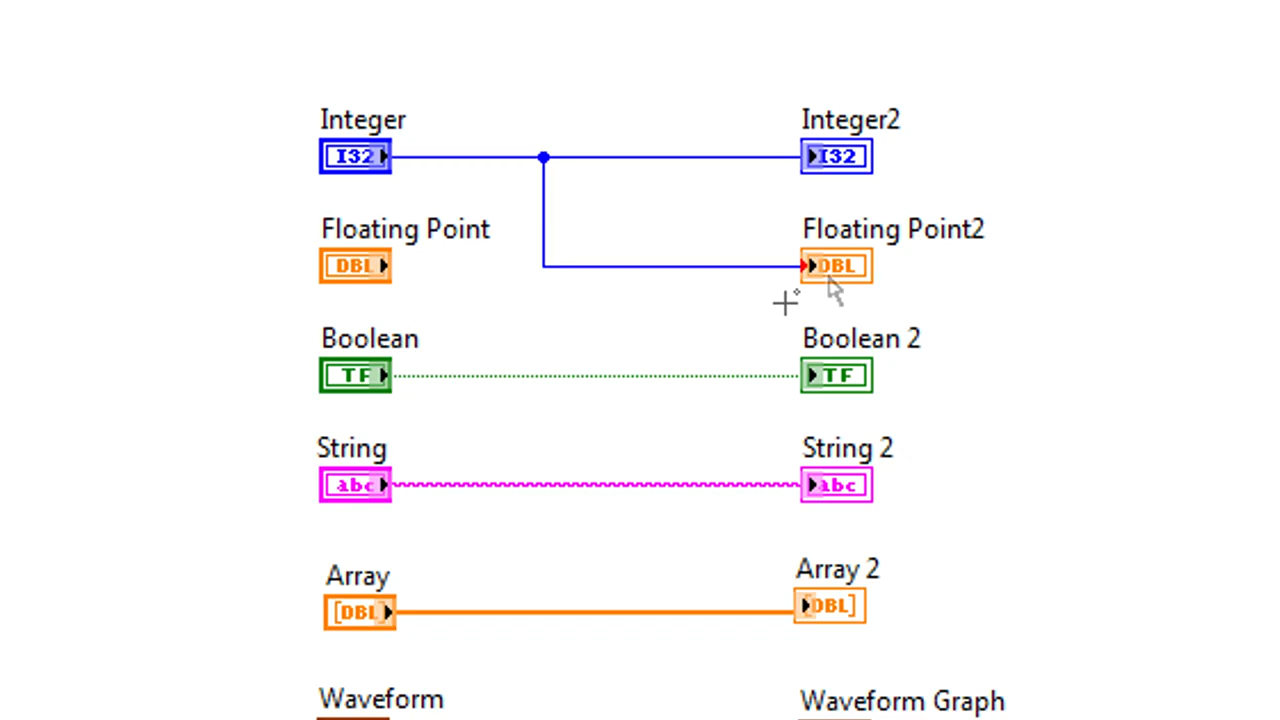 Integer
Integer2
I32
I32
Floating Point
Floating Point2
DBL
DBL
Boolean
Boolean 2
TF
TF
String
String 2
abc
abc
Array
Array 2
[DBL]
[DBL]
Waveform
Waveform Graph